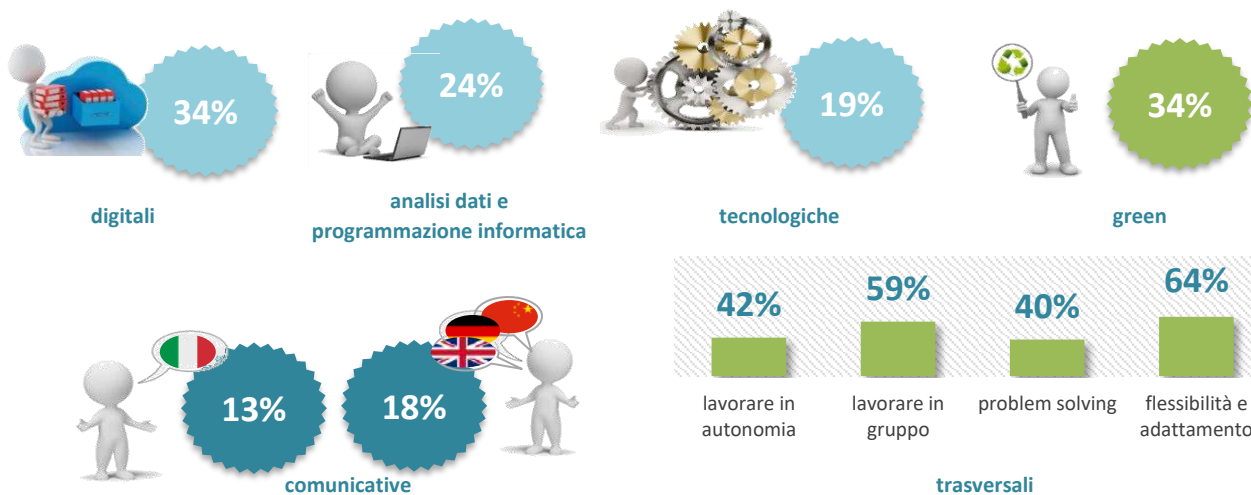 34%
24%
19%
34%
digitali
analisi dati e
programmazione informatica
tecnologiche
green
13%
18%
comunicative
42%
59%
40%
64%
lavorare in
autonomia
lavorare in
gruppo
problem solving
flessibilità e
adattamento
trasversali